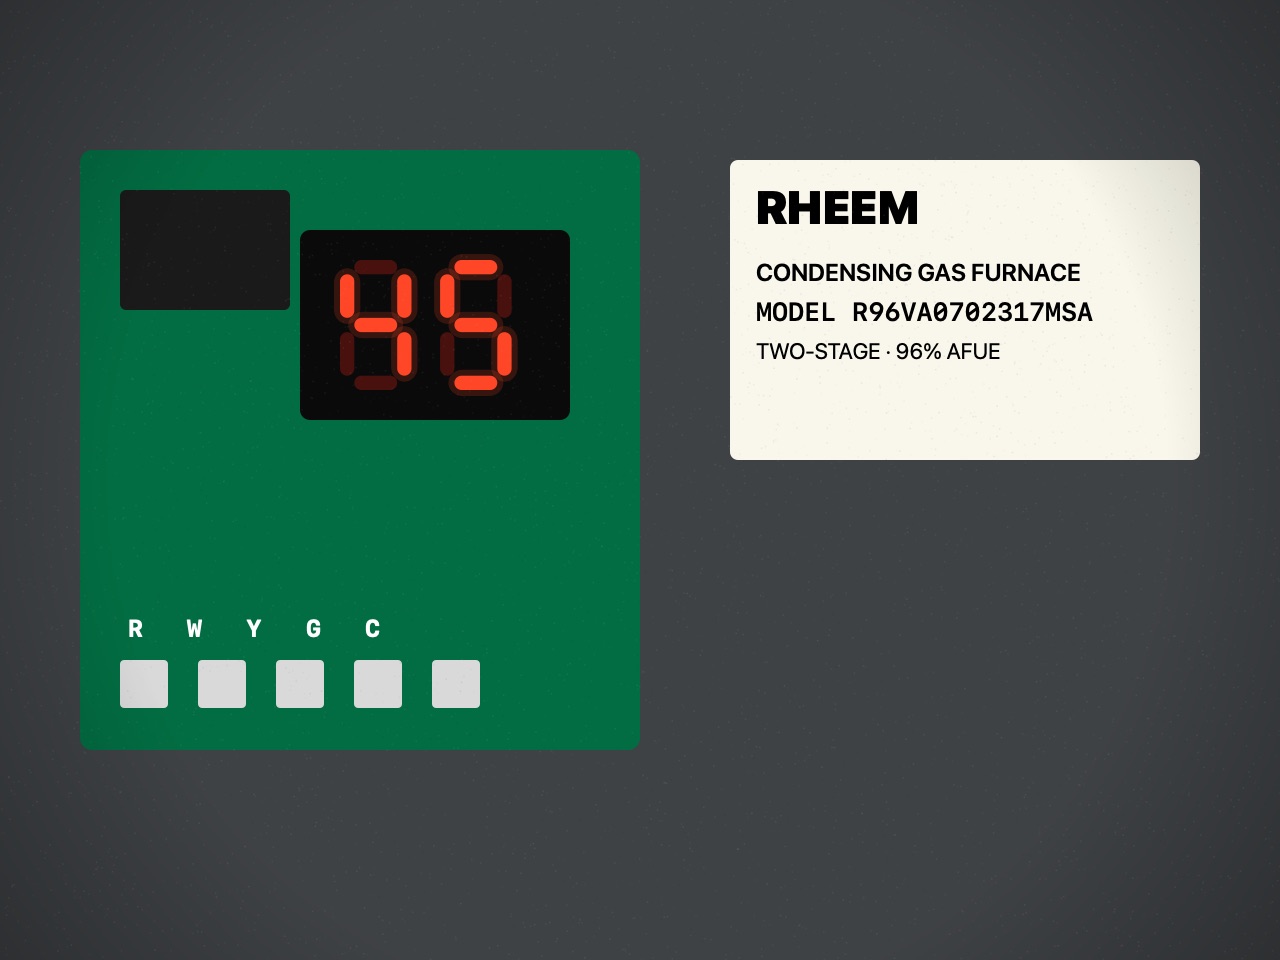 45
R W Y G C
RHEEM
CONDENSING GAS FURNACE
MODEL R96VA0702317MSA
TWO-STAGE · 96% AFUE